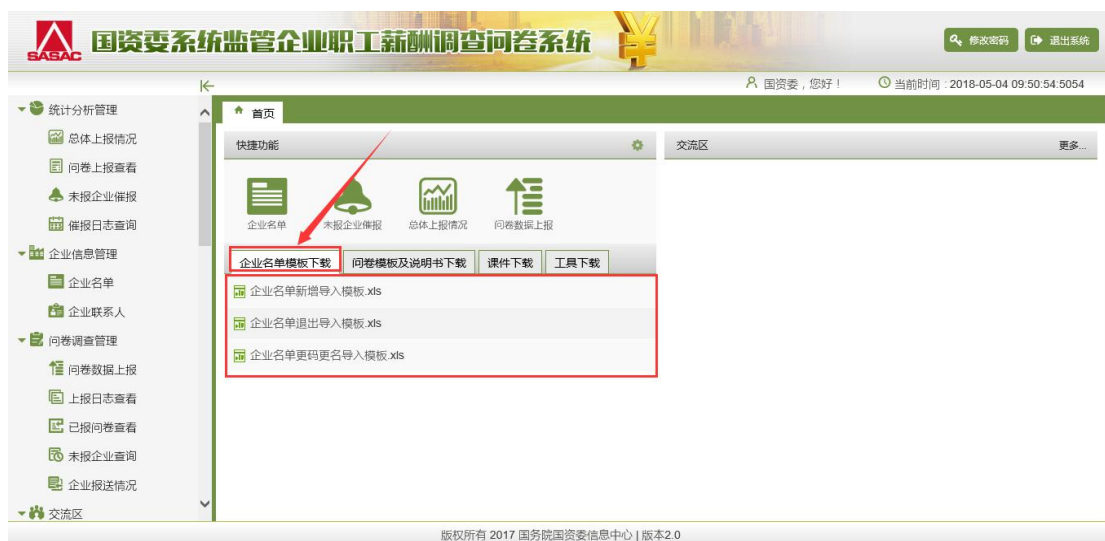 SASAC
国资委系统监管企业职工薪酬调查问卷系统
修改密码 退出系统
国资委，您好！ 当前时间：2018-05-04 09:50:54:5054
统计分析管理
总体上报情况
问卷上报查看
未报企业催报
催报日志查询
企业信息管理
企业名单
企业联系人
问卷调查管理
问卷数据上报
上报日志查看
已报问卷查看
未报企业查询
企业报送情况
交流区
首页
快捷功能
企业名单 未报企业催报 总体上报情况 问卷数据上报
企业名单模板下载 问卷模板及说明书下载 课件下载 工具下载
企业名单新增导入模板.xls
企业名单退出导入模板.xls
企业名单更码更名导入模板.xls
交流区 更多...
版权所有 2017 国务院国资委信息中心 | 版本2.0